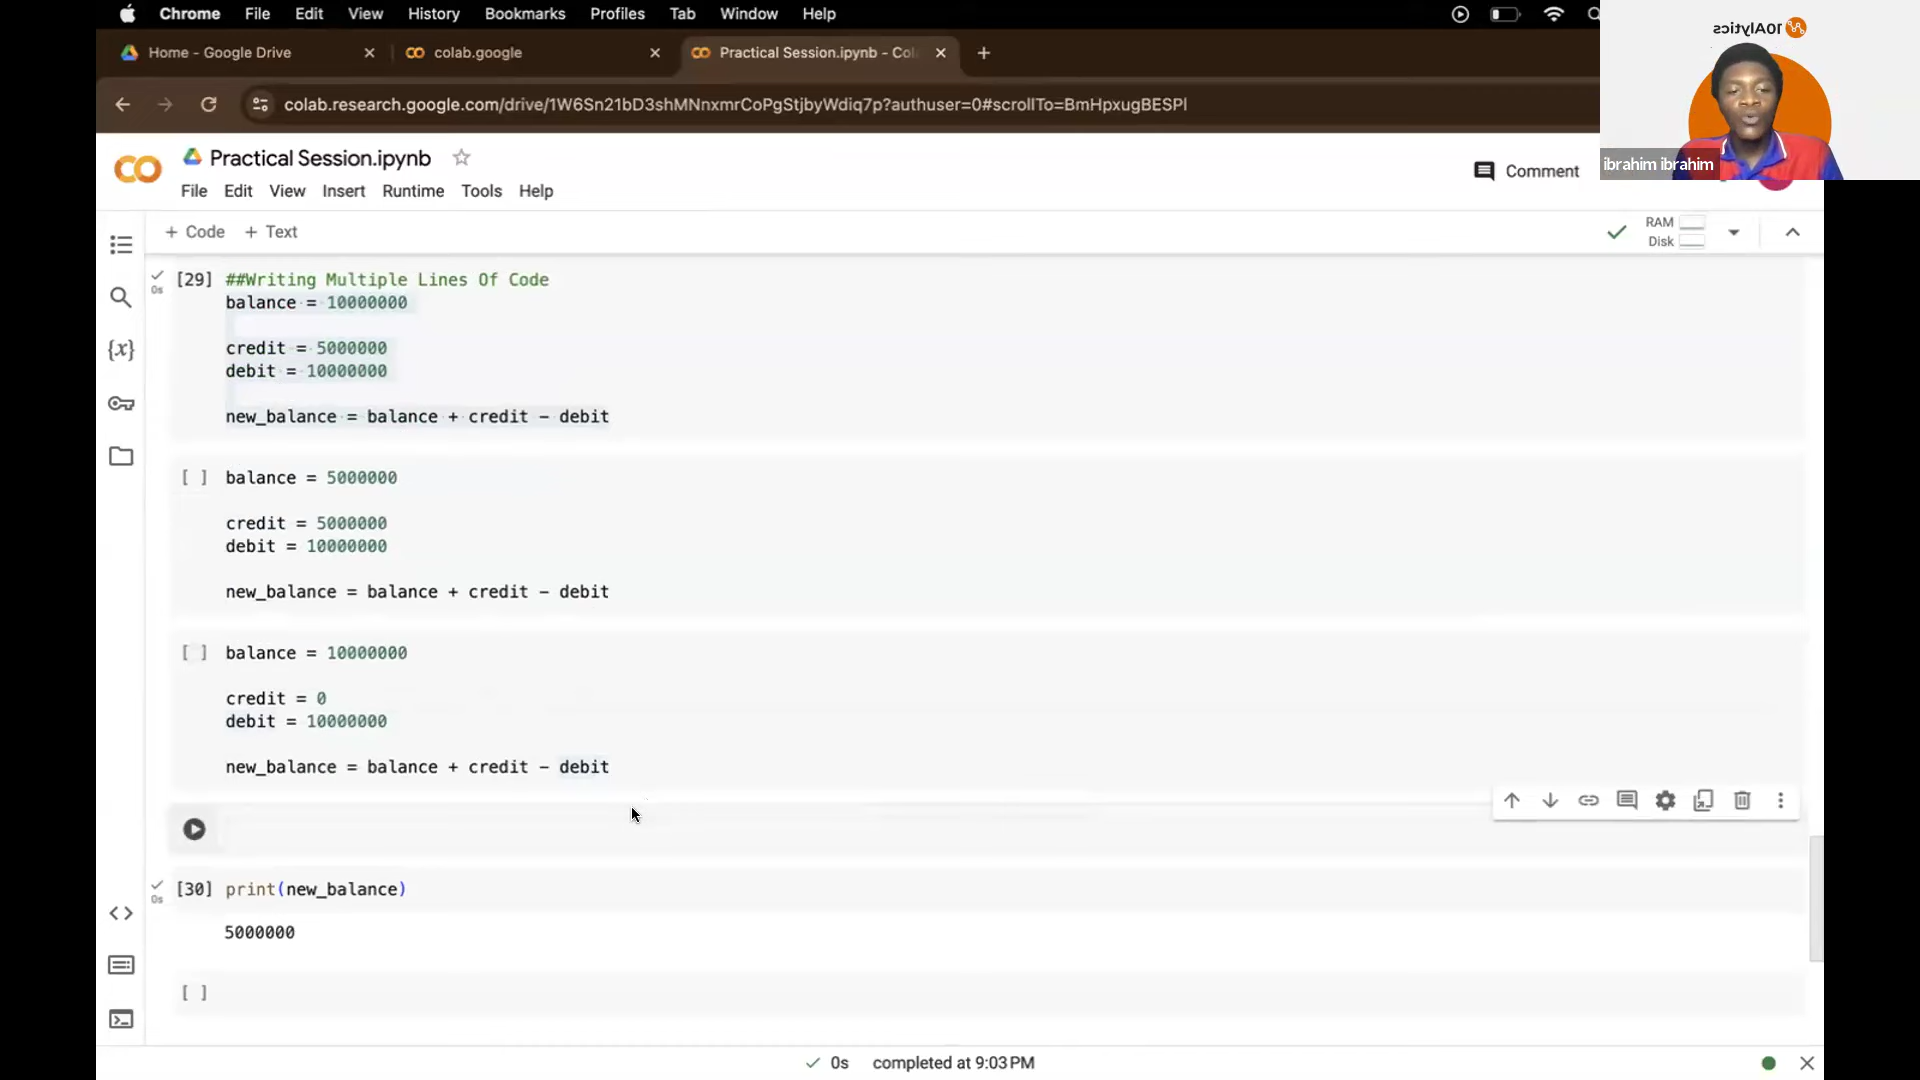 Chrome File Edit View History Bookmarks Profiles Tab Window Help
10Analytics
Home - Google Drive
colab.google
Practical Session.ipynb - Col
colab.research.google.com/drive/1W6Sn21bD3shMNnxmrCoPgStjbyWdiq7p?authuser=0#scrollTo=BmHpxugBESPl
ibrahim ibrahim
CO
Practical Session.ipynb
Comment
File Edit View Insert Runtime Tools Help
+ Code + Text
RAM
Disk
[29] ##Writing Multiple Lines Of Code
0s
balance = 10000000
credit = 5000000
debit = 10000000
new_balance = balance + credit - debit
[ ] balance = 5000000
credit = 5000000
debit = 10000000
new_balance = balance + credit - debit
[ ] balance = 10000000
credit = 0
debit = 10000000
new_balance = balance + credit - debit
[30] print(new_balance)
0s
5000000
[ ]
0s completed at 9:03 PM